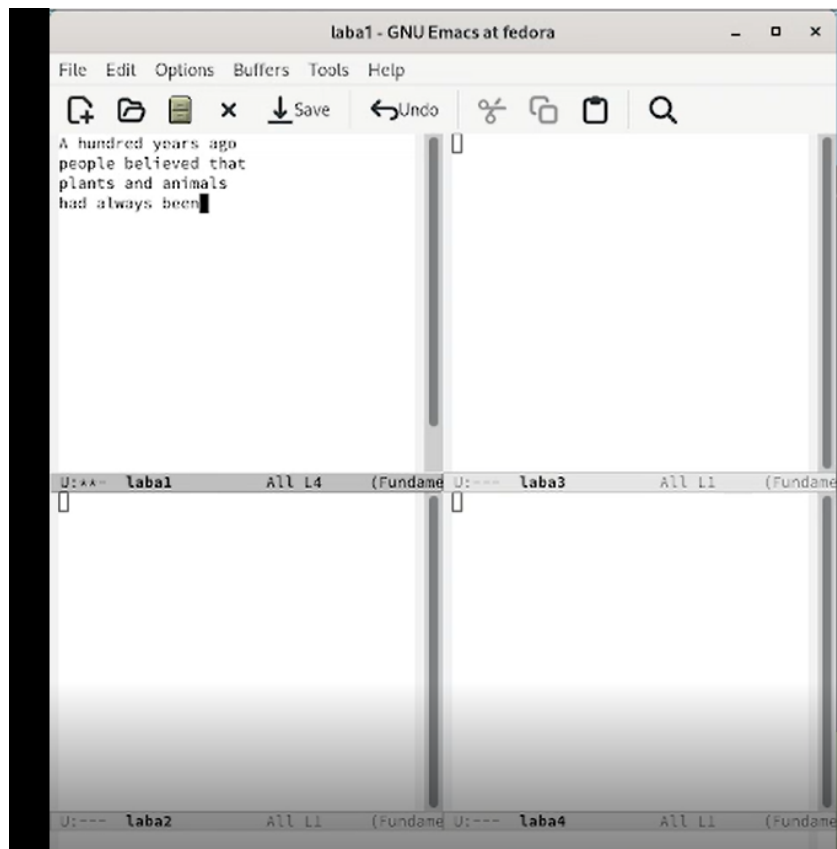 laba1 - GNU Emacs at fedora
File Edit Options Buffers Tools Help
Save Undo
A hundred years ago
people believed that
plants and animals
had always been
U:**- laba1 All L4 (Fundame
U:--- laba3 All L1 (Fundame
U:--- laba2 All L1 (Fundame
U:--- laba4 All L1 (Fundame